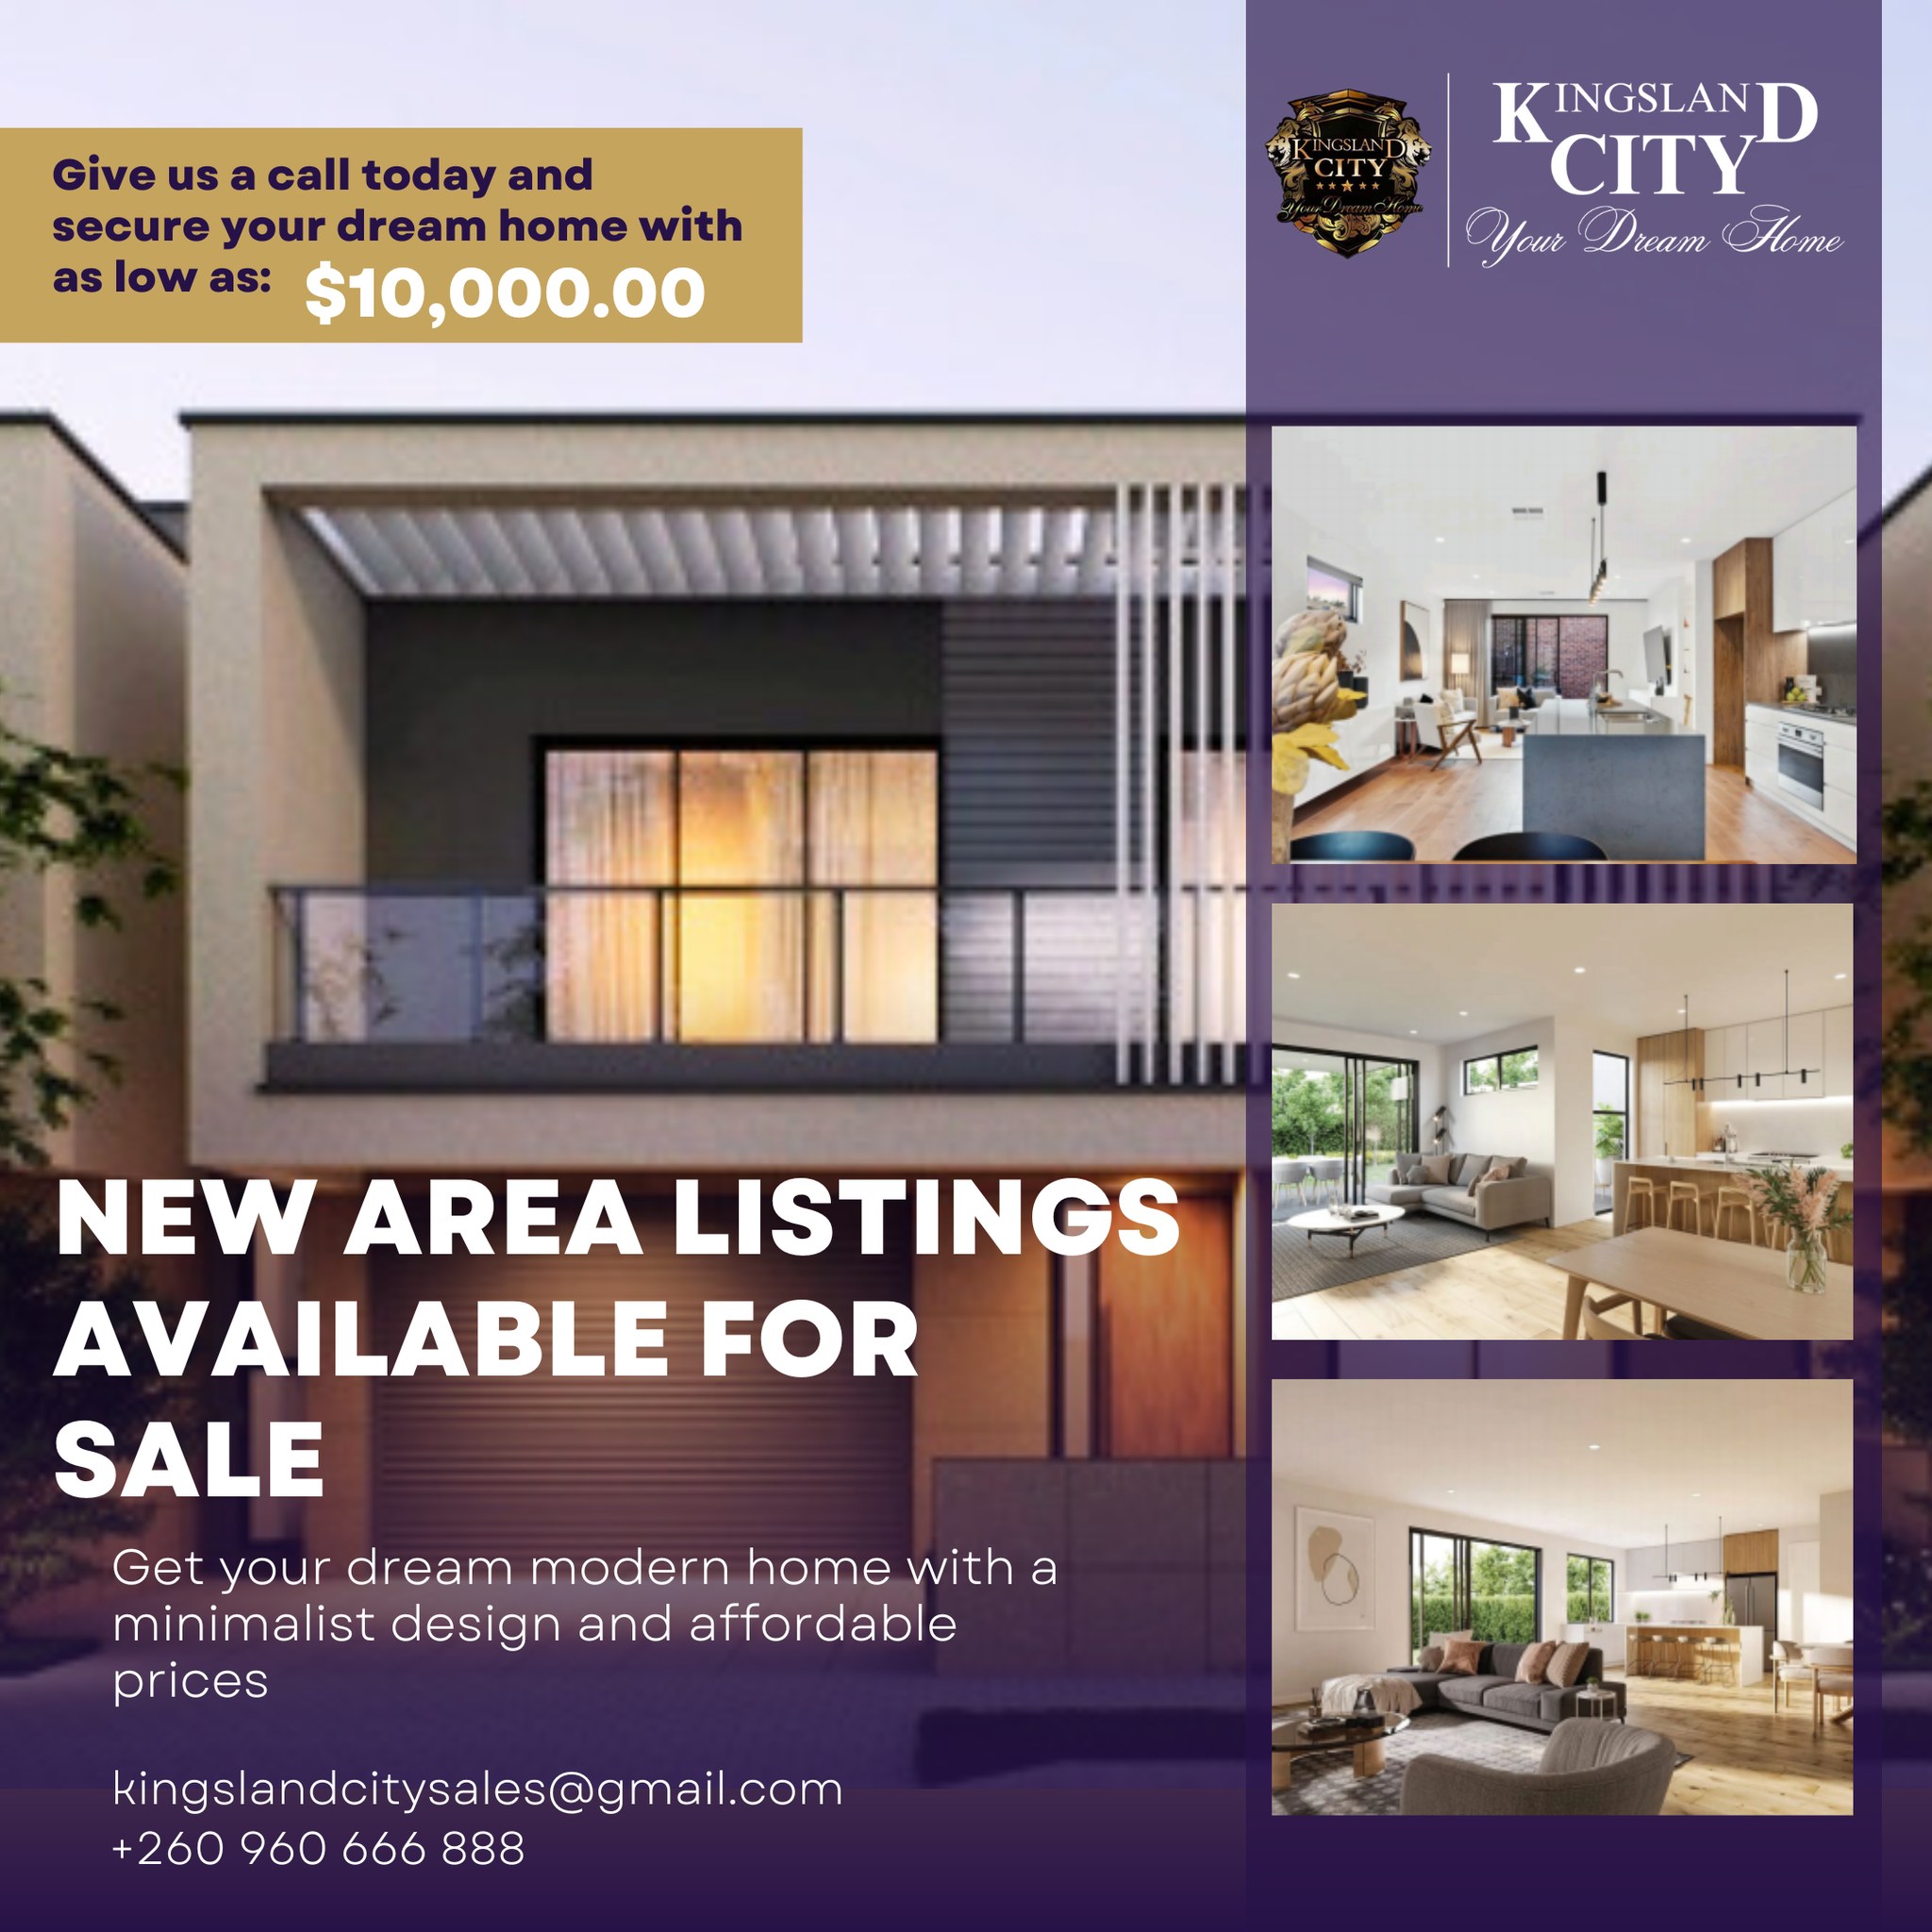 Give us a call today and
secure your dream home with
as low as: $10,000.00
KINGSLAND
CITY
Your Dream Home
KINGSLAND
CITY
Your Dream Home
NEW AREA LISTINGS
AVAILABLE FOR
SALE
Get your dream modern home with a
minimalist design and affordable
prices
kingslandcitysales@gmail.com
+260 960 666 888